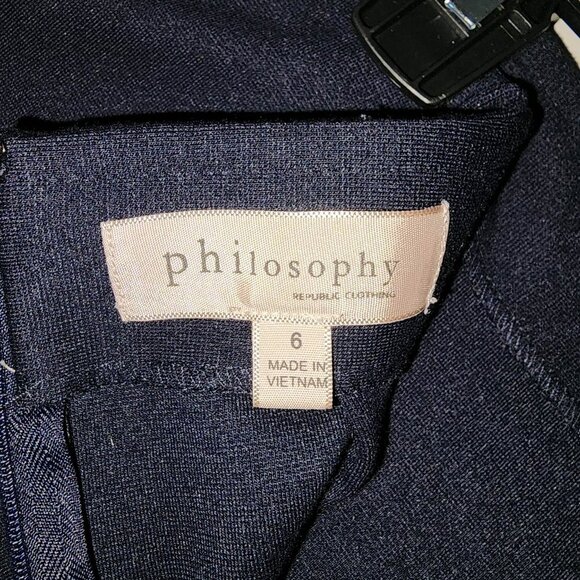 philosophy
REPUBLIC CLOTHING
6
MADE IN
VIETNAM